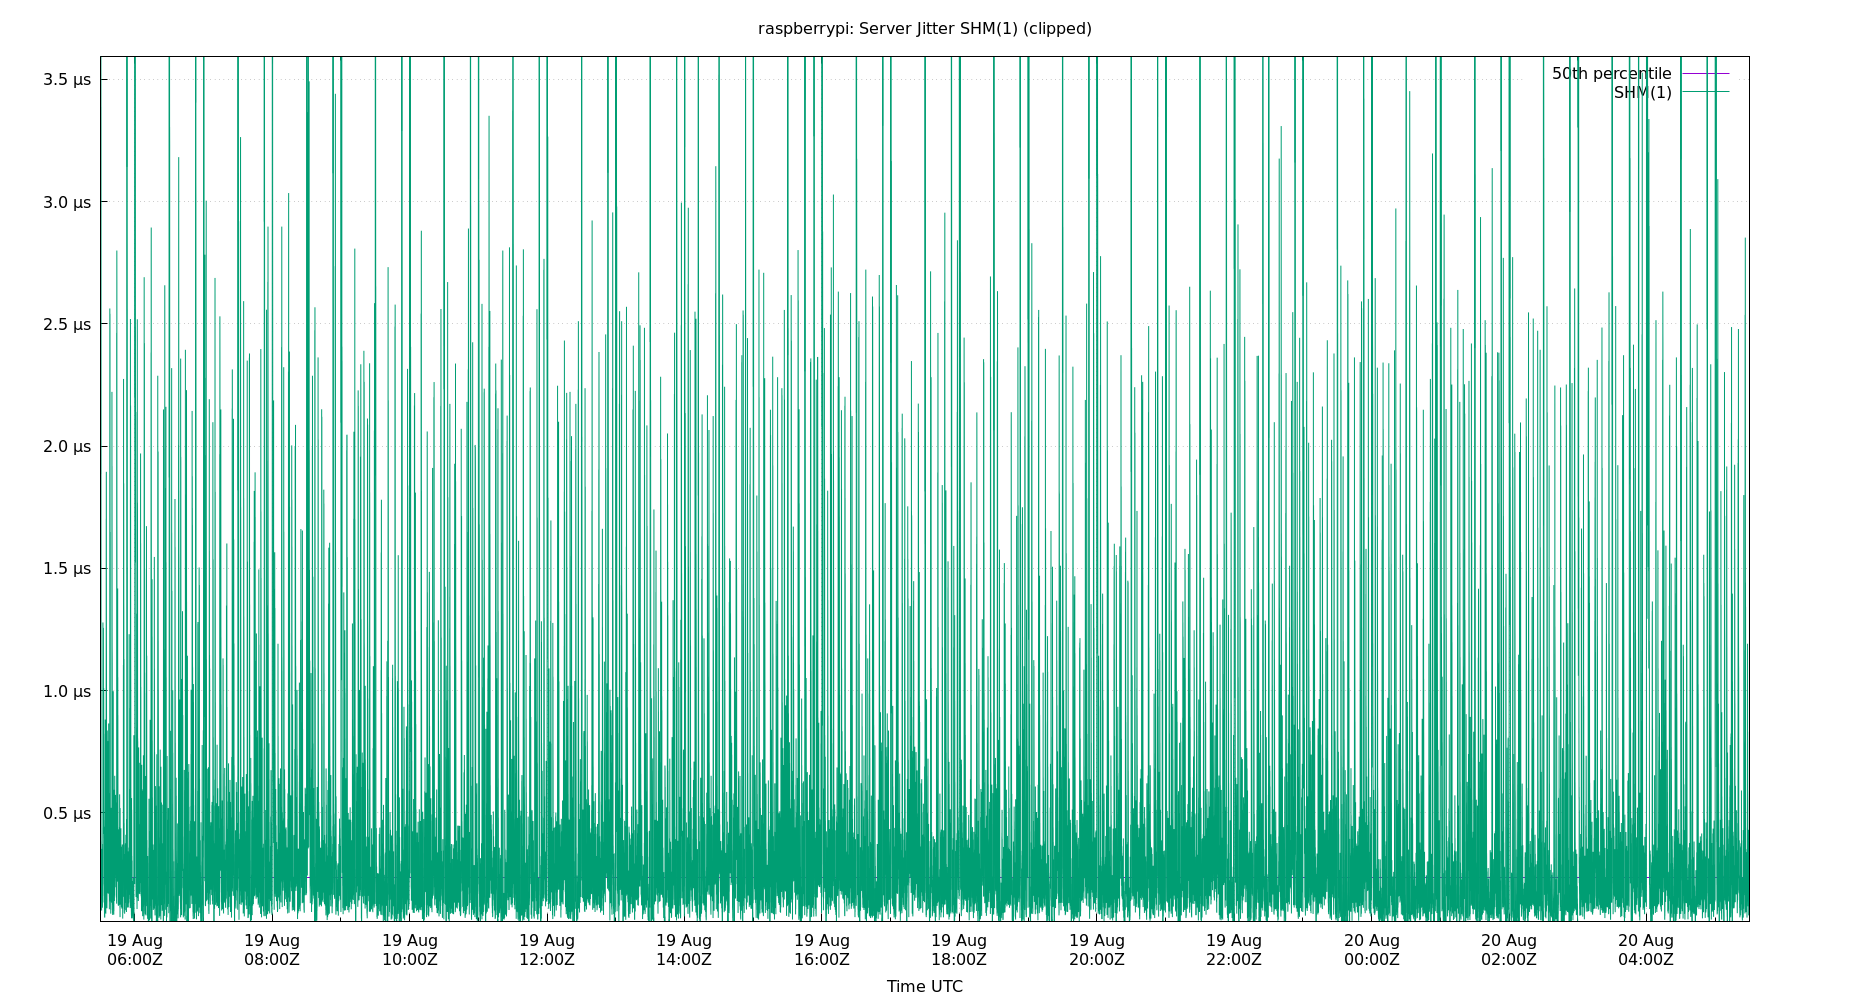 raspberrypi: Server Jitter SHM(1) (clipped)
50th percentile
SHM(1)
3.5 µs
3.0 µs
2.5 µs
2.0 µs
1.5 µs
1.0 µs
0.5 µs
19 Aug 19 Aug 19 Aug 19 Aug 19 Aug 19 Aug 19 Aug 19 Aug 19 Aug 20 Aug 20 Aug 20 Aug
06:00Z 08:00Z 10:00Z 12:00Z 14:00Z 16:00Z 18:00Z 20:00Z 22:00Z 00:00Z 02:00Z 04:00Z
Time UTC